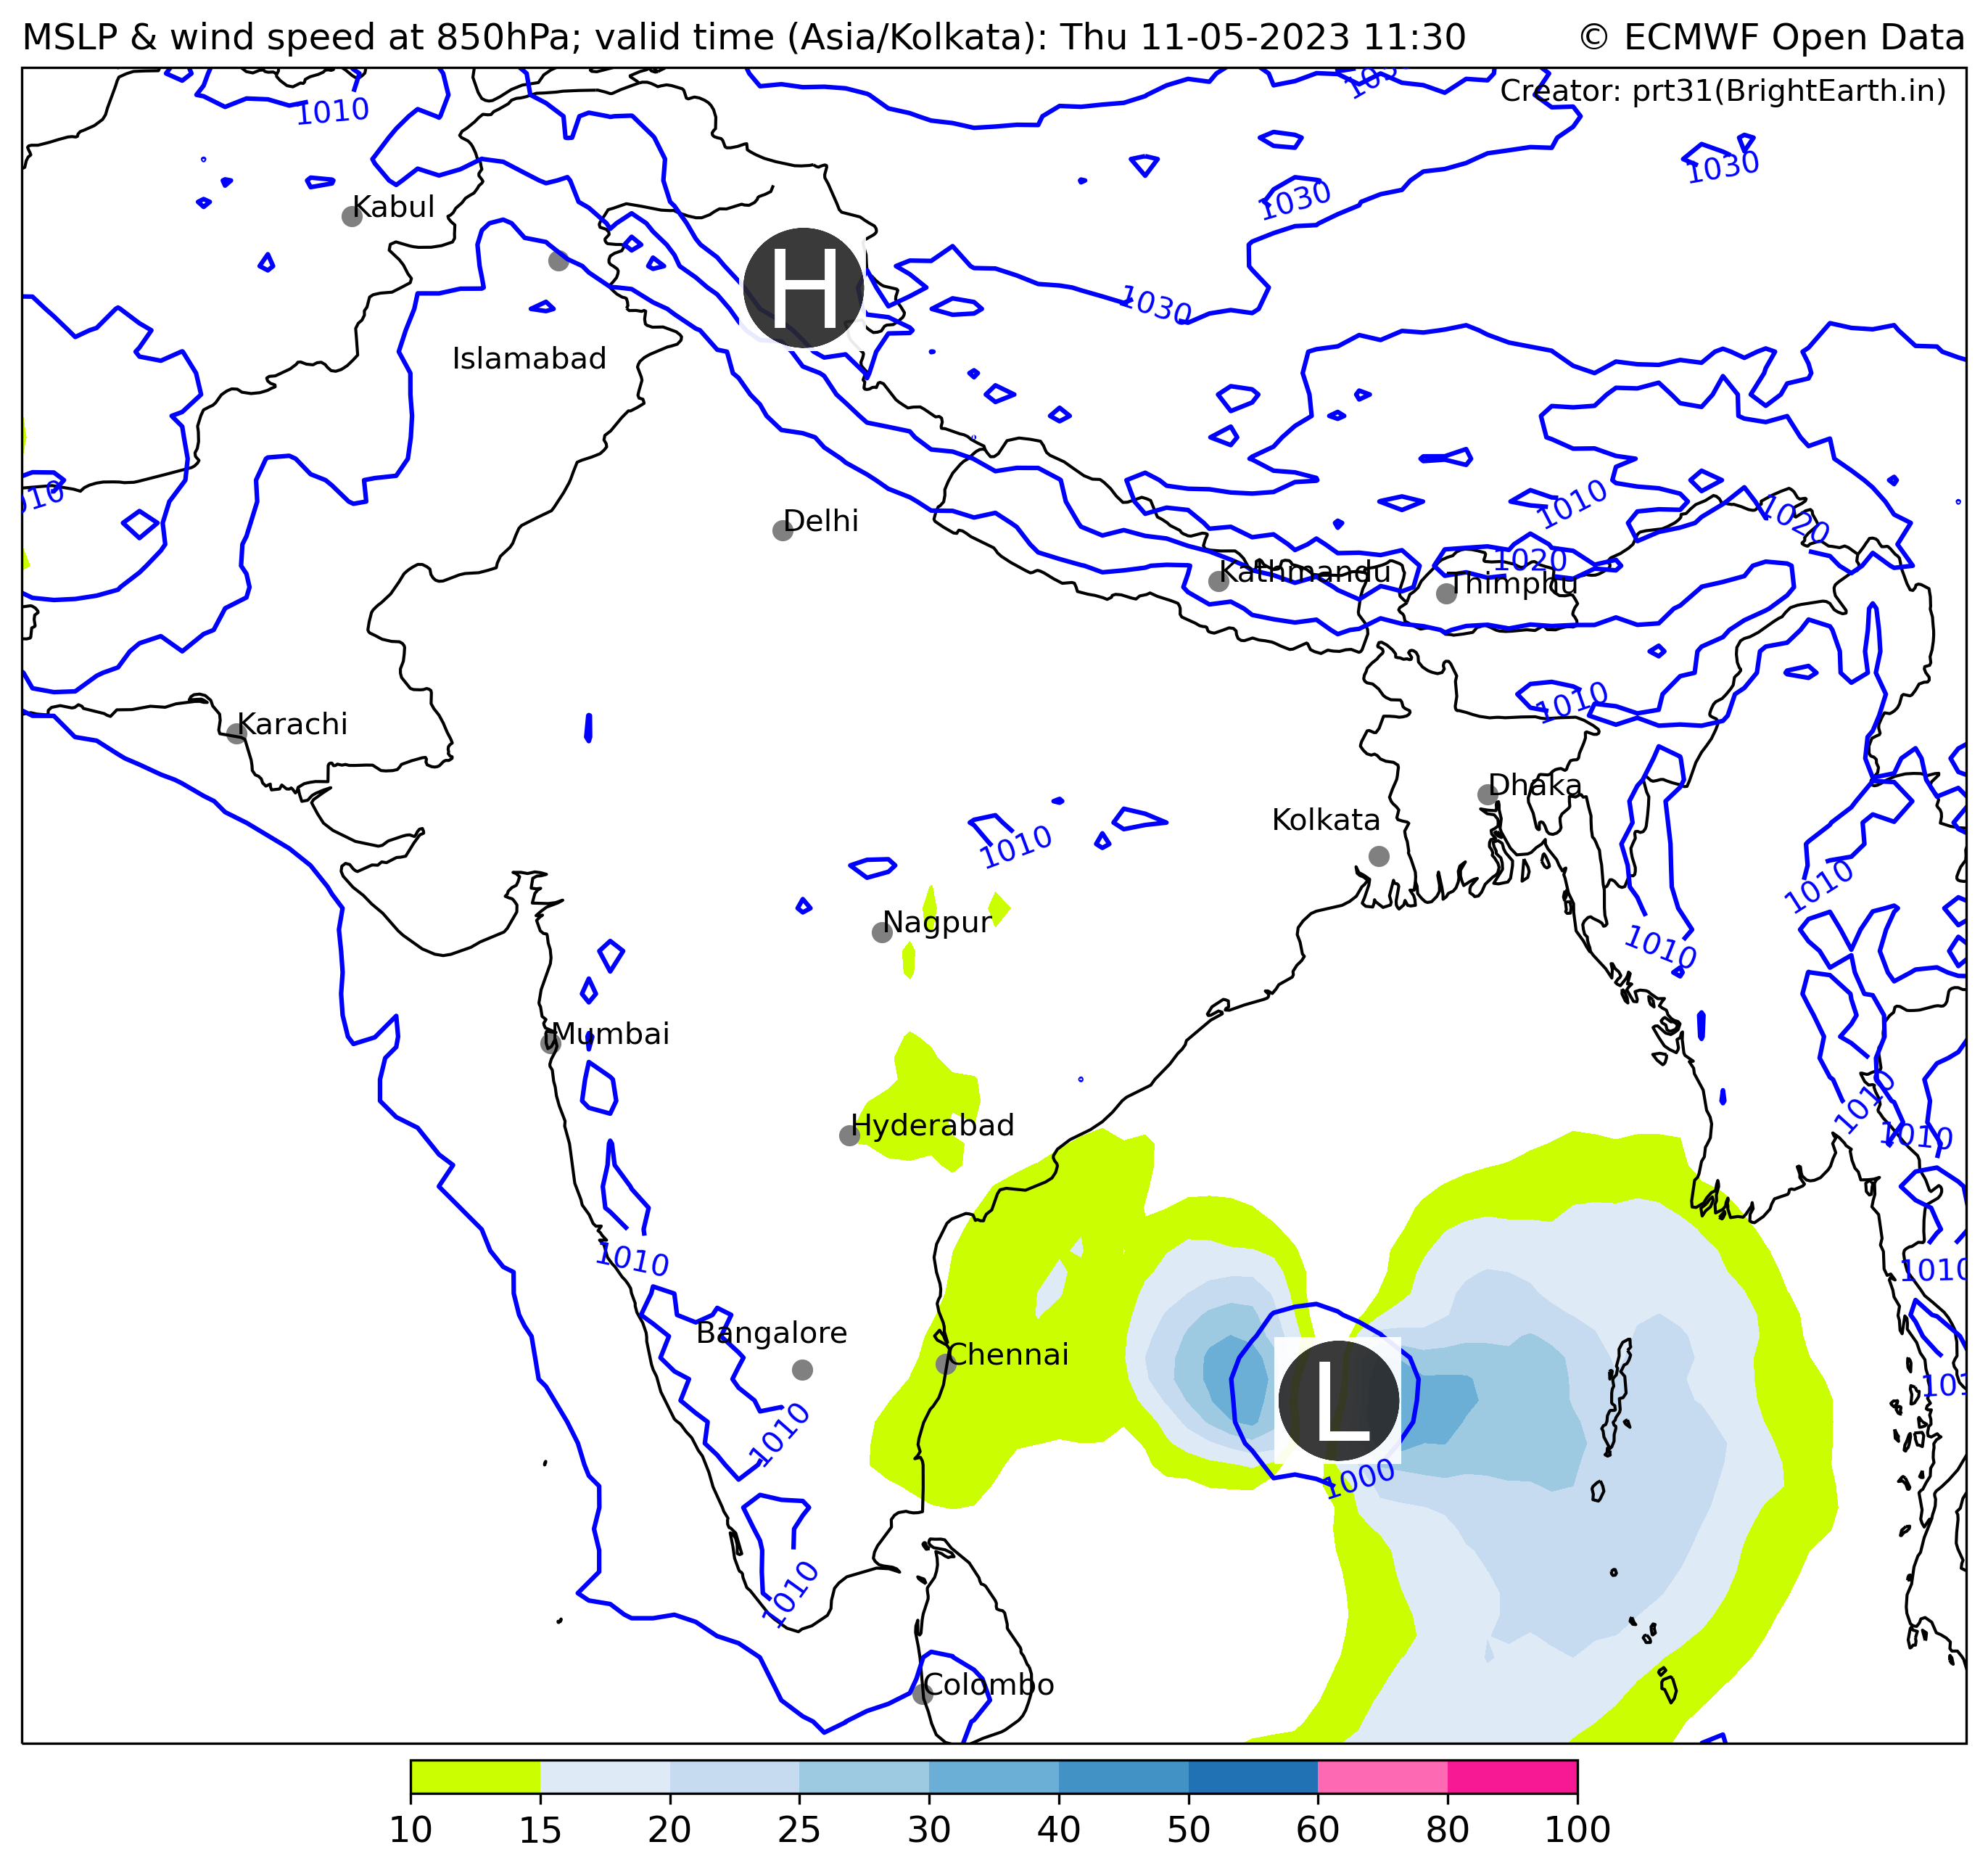 MSLP & wind speed at 850hPa; valid time (Asia/Kolkata): Thu 11-05-2023 11:30
© ECMWF Open Data
Creator: prt31(BrightEarth.in)
1010
1030
1030
Kabul
H
1030
Islamabad
1010
1010
1020
Delhi
1020
Kathmandu
Thimphu
1010
Karachi
Dhaka
Kolkata
1010
1010
Nagpur
1010
Mumbai
1010
Hyderabad
1010
1010
1010
Bangalore
Chennai
L
1010
1000
1010
Colombo
10 15 20 25 30 40 50 60 80 100